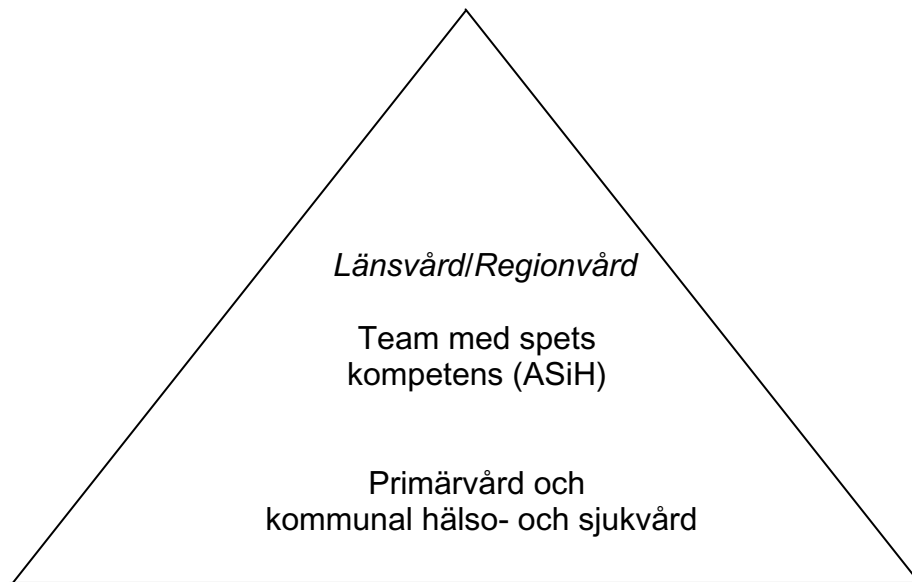 Länsvård/Regionvård
Team med spets
kompetens (ASiH)
Primärvård och
kommunal hälso- och sjukvård